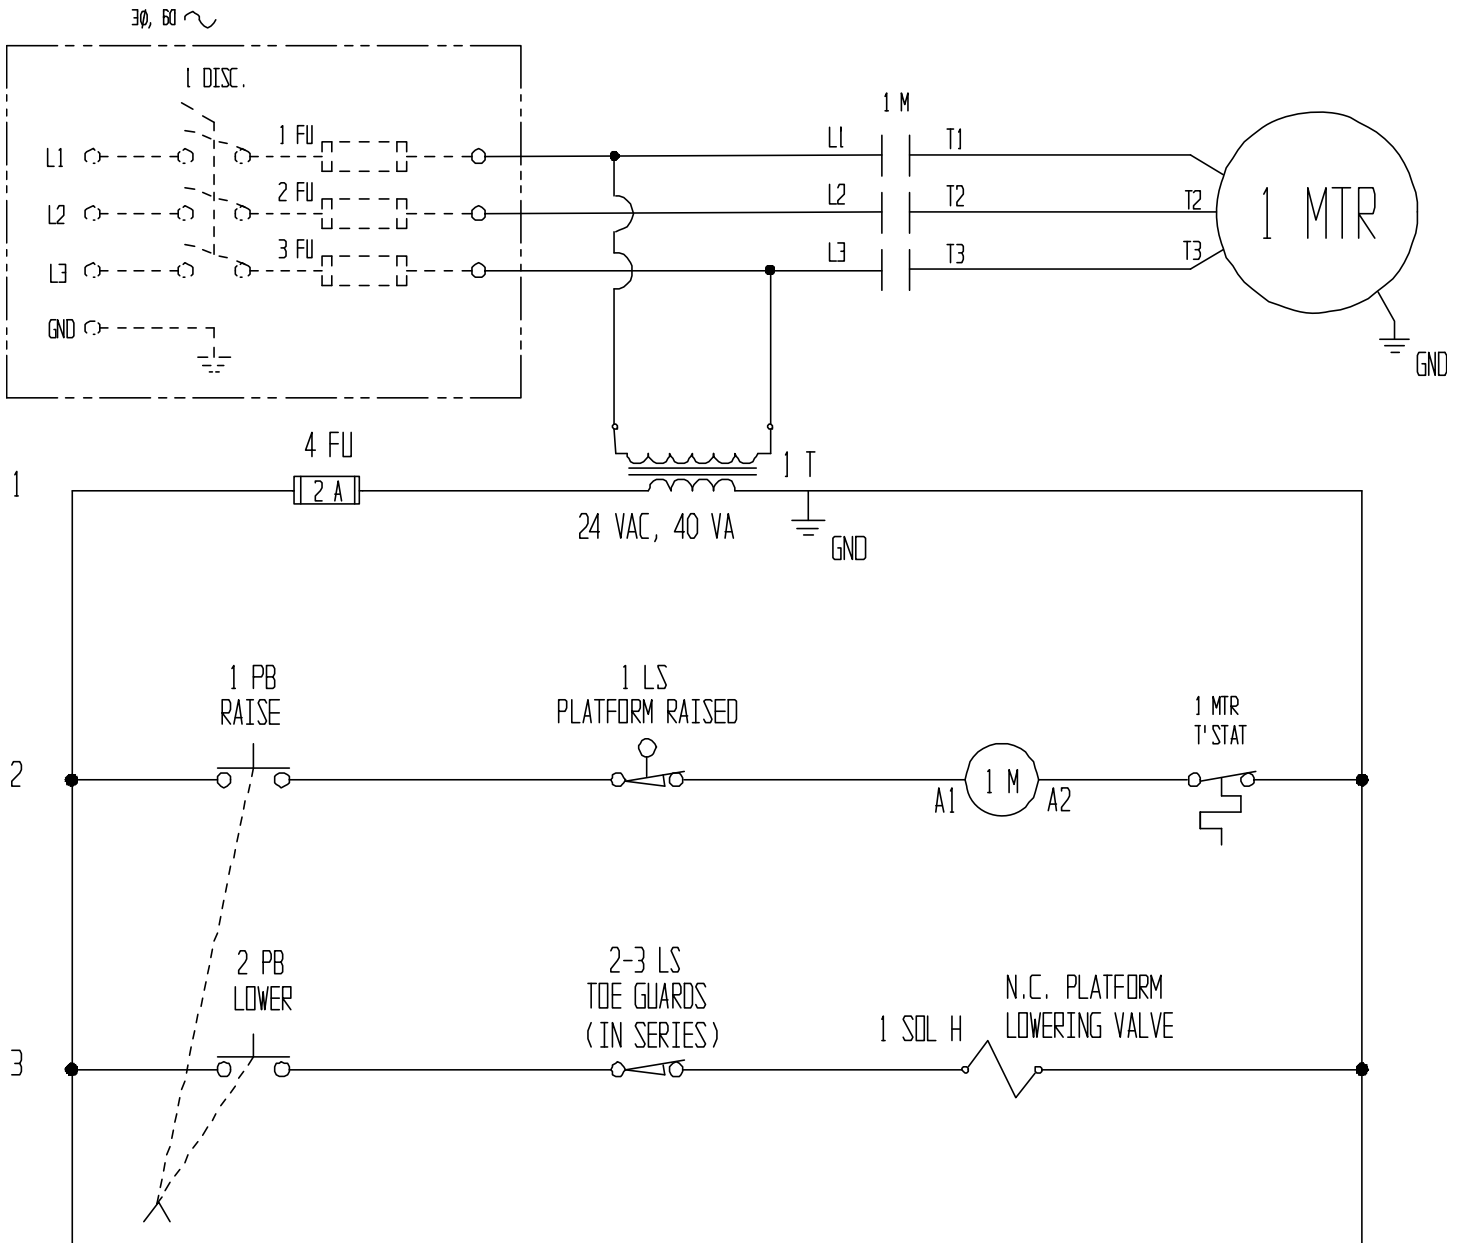 3Ø, 60 ~
1 DISC.
1 M
L1
1 FU
L1
T1
L2
2 FU
L2
T2
T2
1 MTR
L3
3 FU
L3
T3
T3
GND
GND
4 FU
1 T
1
2 A
24 VAC, 40 VA
GND
1 PB
RAISE
1 LS
PLATFORM RAISED
1 MTR
T'STAT
2
A1
1 M
A2
2 PB
LOWER
2-3 LS
TOE GUARDS
(IN SERIES)
1 SOL H
N.C. PLATFORM
LOWERING VALVE
3